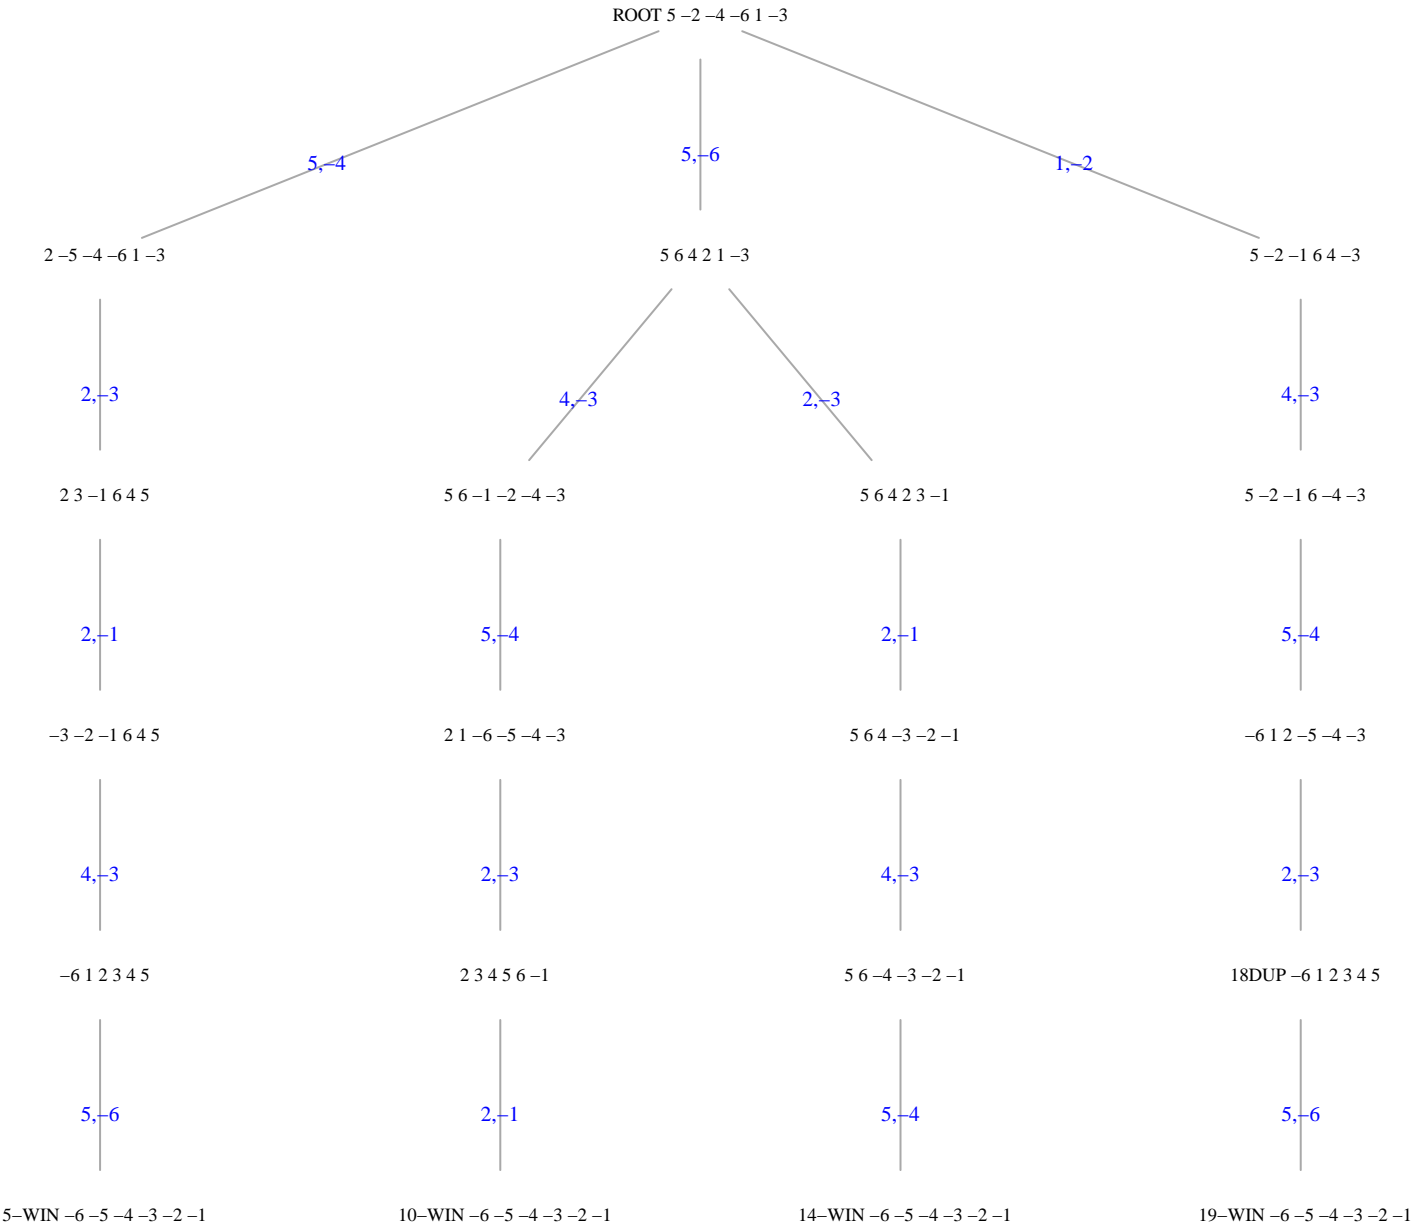 ROOT 5 –2 –4 –6 1 –3
5,–4
5,–6
1,–2
2 –5 –4 –6 1 –3
5 6 4 2 1 –3
5 –2 –1 6 4 –3
2,–3
4,–3
2,–3
4,–3
2 3 –1 6 4 5
5 6 –1 –2 –4 –3
5 6 4 2 3 –1
5 –2 –1 6 –4 –3
2,–1
5,–4
2,–1
5,–4
–3 –2 –1 6 4 5
2 1 –6 –5 –4 –3
5 6 4 –3 –2 –1
–6 1 2 –5 –4 –3
4,–3
2,–3
4,–3
2,–3
–6 1 2 3 4 5
2 3 4 5 6 –1
5 6 –4 –3 –2 –1
18DUP –6 1 2 3 4 5
5,–6
2,–1
5,–4
5,–6
5–WIN –6 –5 –4 –3 –2 –1
10–WIN –6 –5 –4 –3 –2 –1
14–WIN –6 –5 –4 –3 –2 –1
19–WIN –6 –5 –4 –3 –2 –1